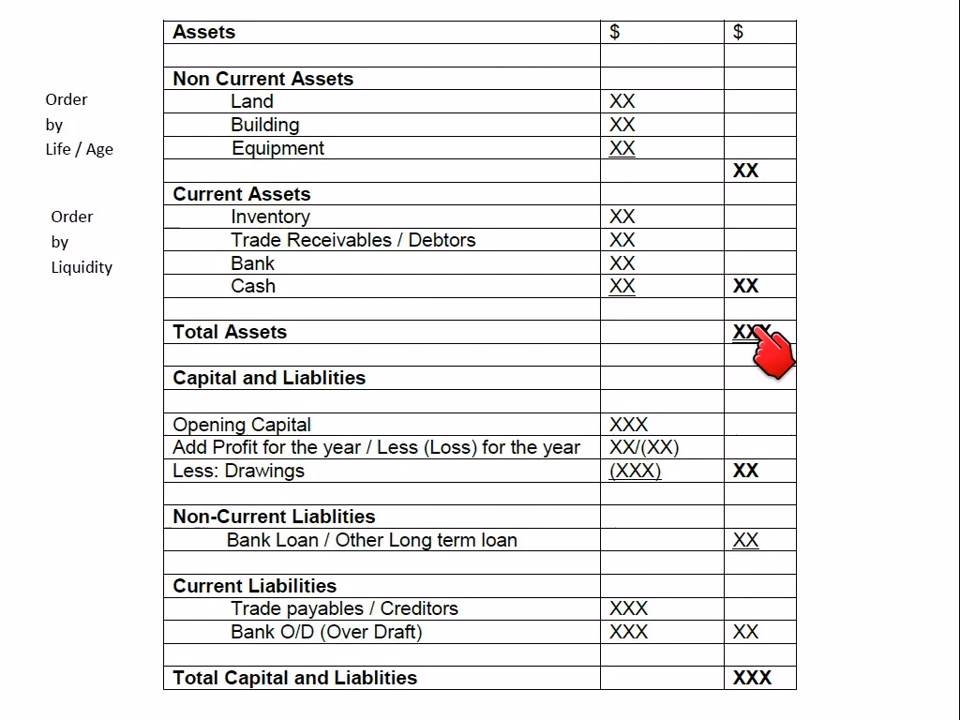 Assets $ $
Non Current Assets
Order
by
Life / Age
Land XX
Building XX
Equipment XX
XX
Current Assets
Order
by
Liquidity
Inventory XX
Trade Receivables / Debtors XX
Bank XX
Cash XX XX
Total Assets XXX
Capital and Liablities
Opening Capital XXX
Add Profit for the year / Less (Loss) for the year XX/(XX)
Less: Drawings (XXX) XX
Non-Current Liablities
Bank Loan / Other Long term loan XX
Current Liabilities
Trade payables / Creditors XXX
Bank O/D (Over Draft) XXX XX
Total Capital and Liablities XXX